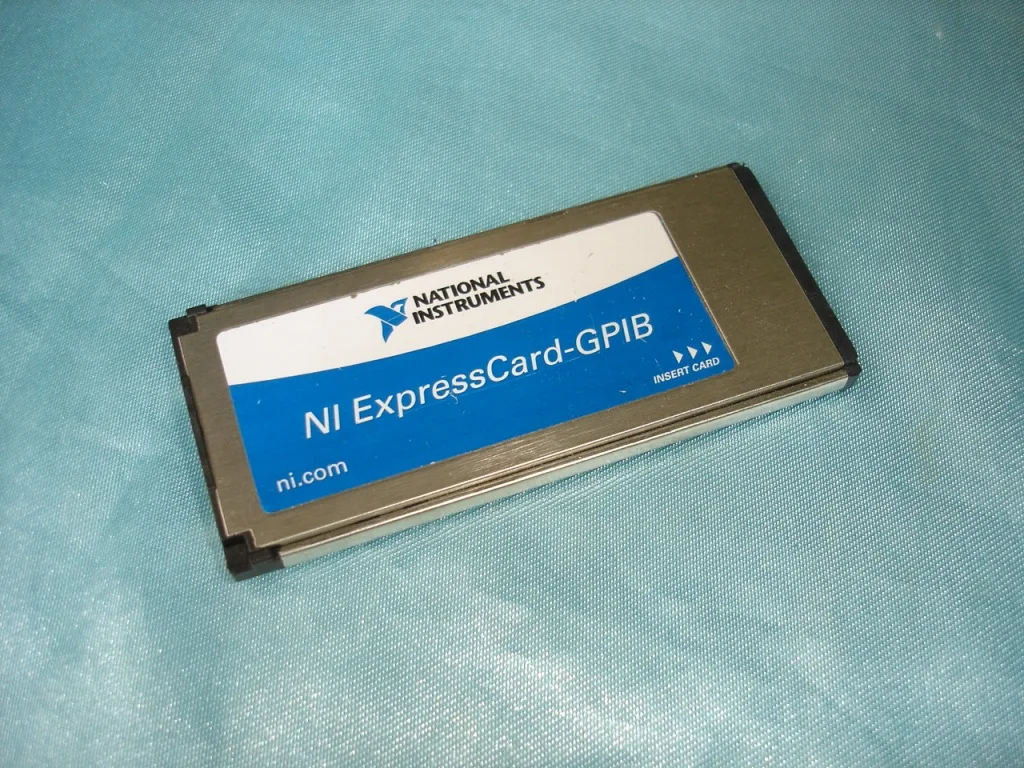 NATIONAL
INSTRUMENTS
NI ExpressCard-GPIB
INSERT CARD
ni.com